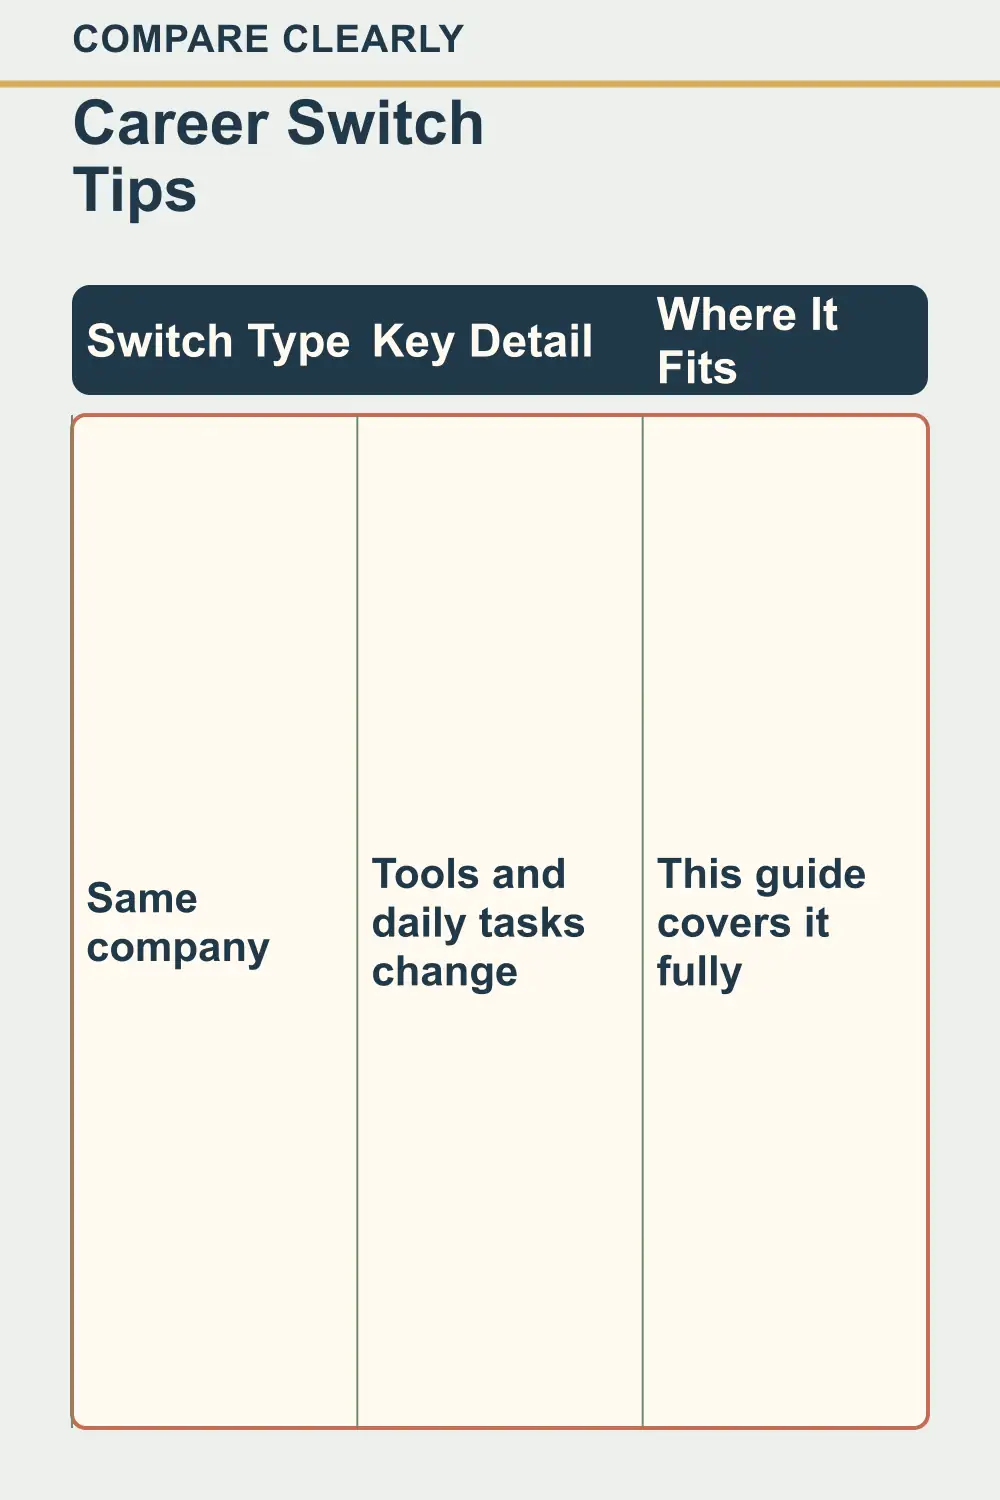 COMPARE CLEARLY
Career Switch
Tips
Switch Type
Key Detail
Where It
Fits
Same
company
Tools and
daily tasks
change
This guide
covers it
fully